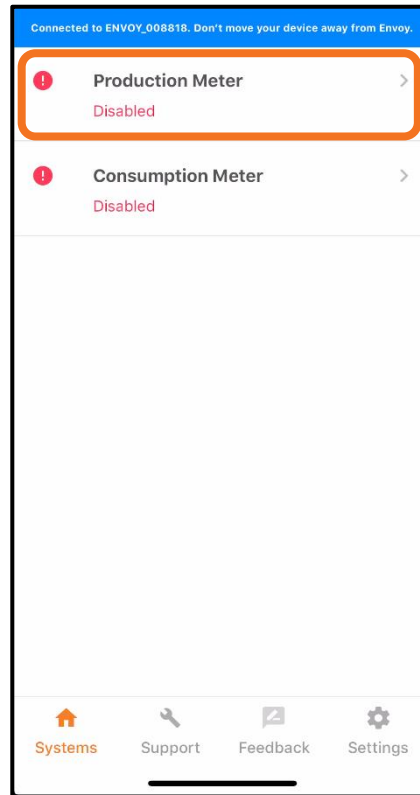 Connected to ENVOY_008818. Don't move your device away from Envoy.
Production Meter
Disabled
Consumption Meter
Disabled
Systems Support Feedback Settings